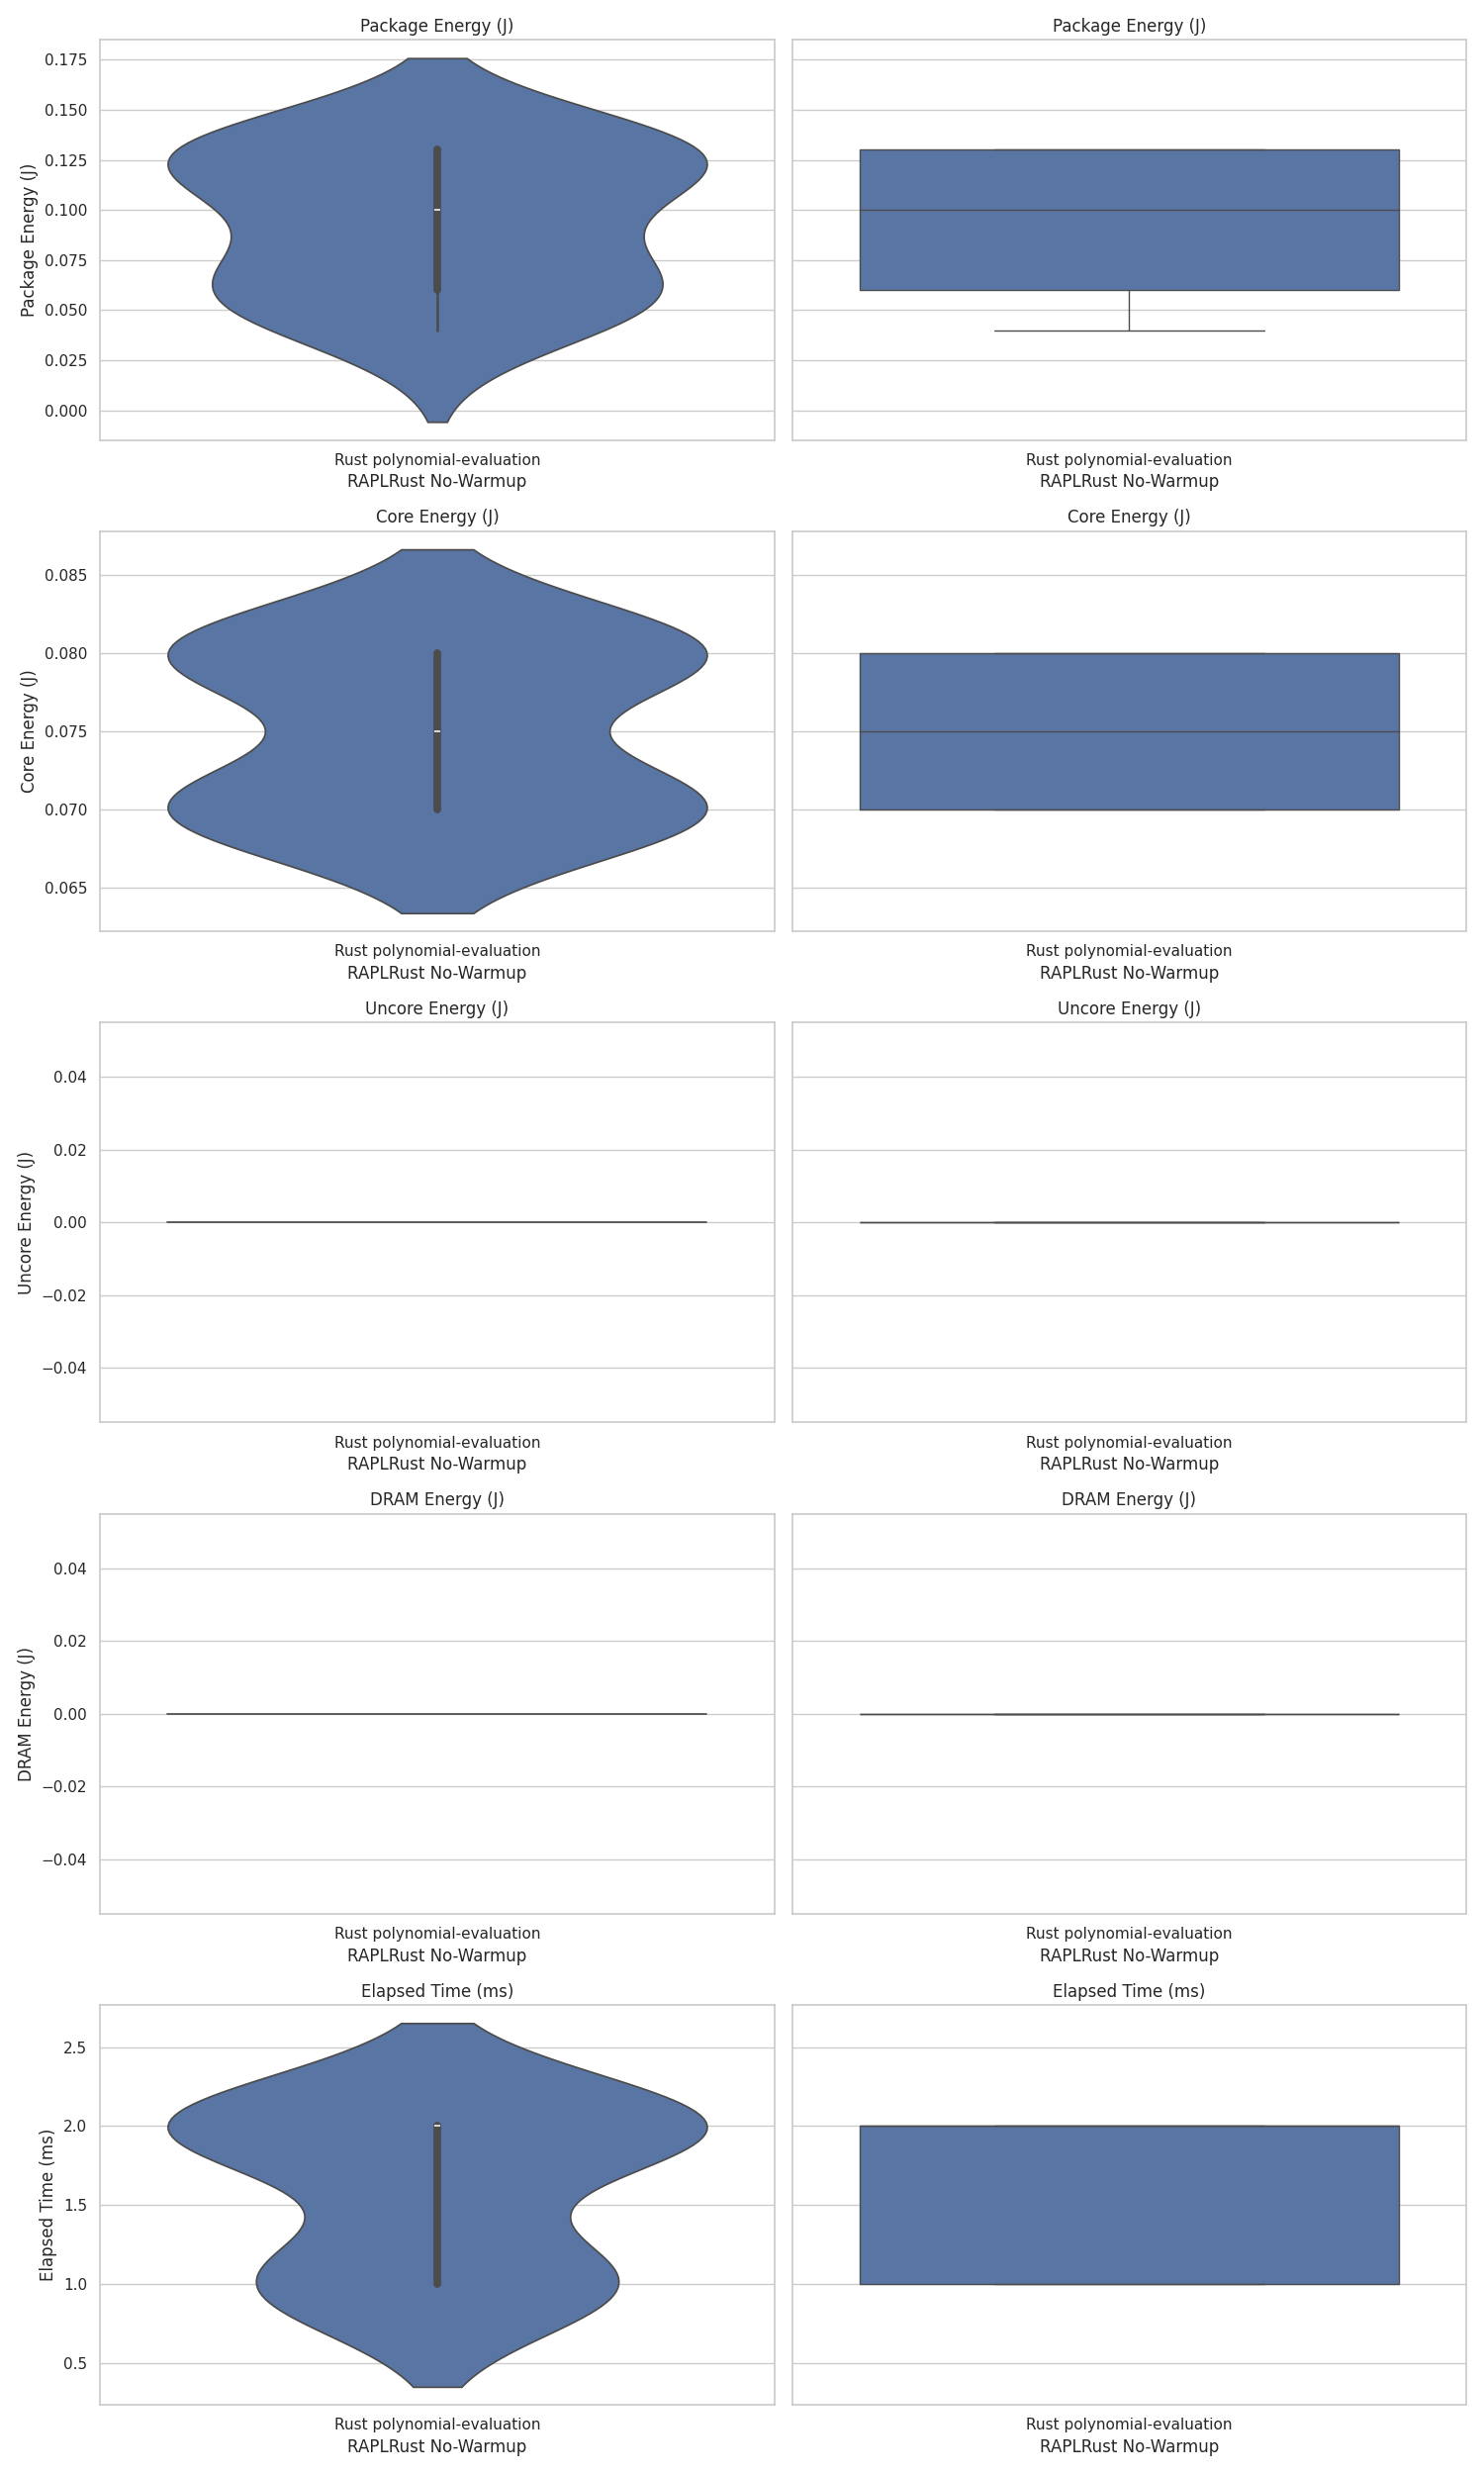 Package Energy (J)
Package Energy (J)
0.175
0.150
0.125
0.100
0.075
0.050
0.025
0.000
Package Energy (J)
Rust polynomial-evaluation
RAPLRust No-Warmup
Rust polynomial-evaluation
RAPLRust No-Warmup
Core Energy (J)
Core Energy (J)
0.085
0.080
0.075
0.070
0.065
Core Energy (J)
Rust polynomial-evaluation
RAPLRust No-Warmup
Rust polynomial-evaluation
RAPLRust No-Warmup
Uncore Energy (J)
Uncore Energy (J)
0.04
0.02
0.00
−0.02
−0.04
Uncore Energy (J)
Rust polynomial-evaluation
RAPLRust No-Warmup
Rust polynomial-evaluation
RAPLRust No-Warmup
DRAM Energy (J)
DRAM Energy (J)
0.04
0.02
0.00
−0.02
−0.04
DRAM Energy (J)
Rust polynomial-evaluation
RAPLRust No-Warmup
Rust polynomial-evaluation
RAPLRust No-Warmup
Elapsed Time (ms)
Elapsed Time (ms)
2.5
2.0
1.5
1.0
0.5
Elapsed Time (ms)
Rust polynomial-evaluation
RAPLRust No-Warmup
Rust polynomial-evaluation
RAPLRust No-Warmup